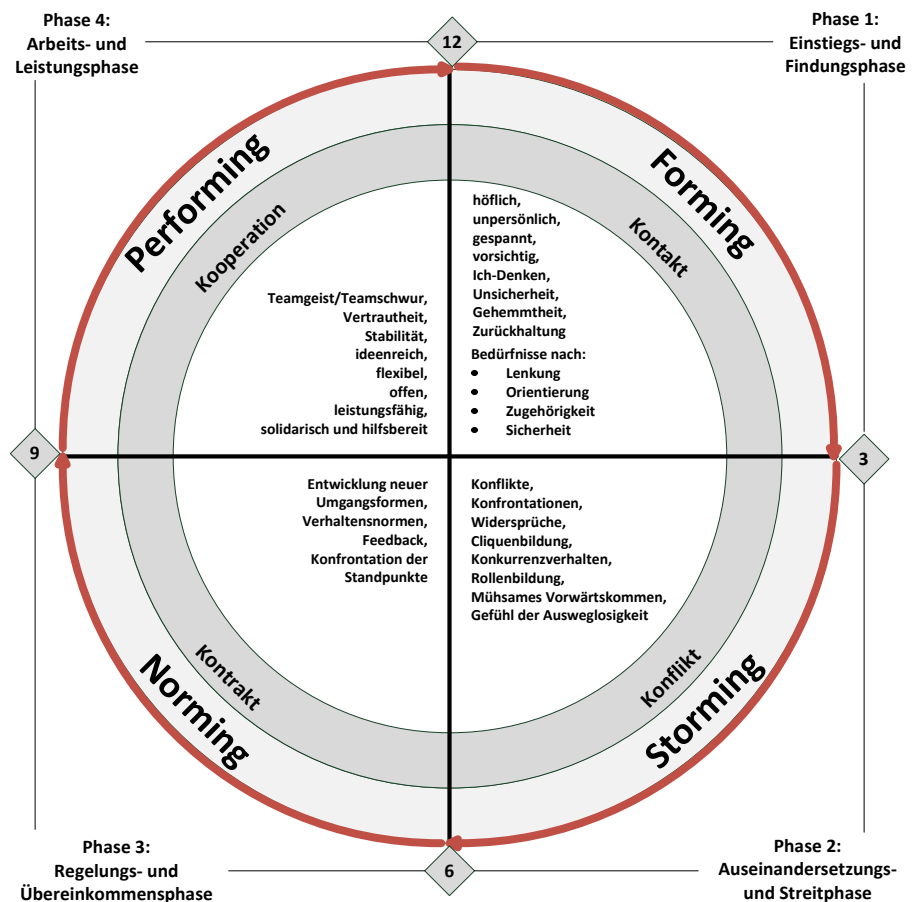 Phase 4:
Arbeits- und
Leistungsphase
12
Phase 1:
Einstiegs- und
Findungsphase
Performing
Kooperation
Teamgeist/Teamschwur,
Vertrautheit,
Stabilität,
ideenreich,
flexibel,
offen,
leistungsfähig,
solidarisch und hilfsbereit
Forming
Kontakt
höflich,
unpersönlich,
gespannt,
vorsichtig,
Ich-Denken,
Unsicherheit,
Gehemmtheit,
Zurückhaltung
Bedürfnisse nach:
• Lenkung
• Orientierung
• Zugehörigkeit
• Sicherheit
9
3
Entwicklung neuer
Umgangsformen,
Verhaltensnormen,
Feedback,
Konfrontation der
Standpunkte
Kontrakt
Norming
Konflikte,
Konfrontationen,
Widersprüche,
Cliquenbildung,
Konkurrenzverhalten,
Rollenbildung,
Mühsames Vorwärtskommen,
Gefühl der Ausweglosigkeit
Konflikt
Storming
Phase 3:
Regelungs- und
Übereinkommensphase
6
Phase 2:
Auseinandersetzungs-
und Streitphase